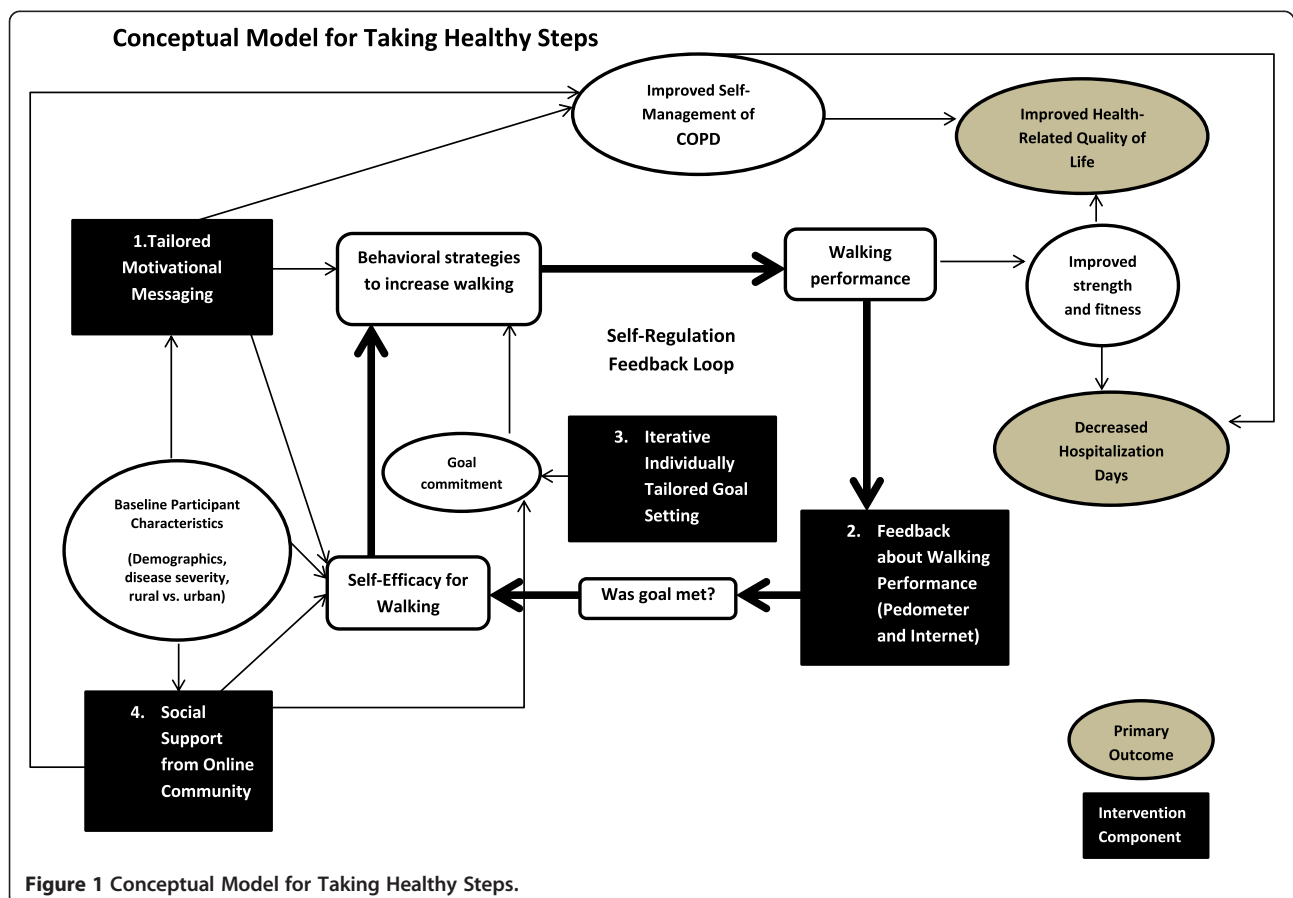 Conceptual Model for Taking Healthy Steps
Improved Self-
Management of
COPD
Improved Health-
Related Quality of
Life
1.Tailored
Motivational
Messaging
Behavioral strategies
to increase walking
Walking
performance
Improved
strength
and fitness
Self-Regulation
Feedback Loop
Goal
commitment
3. Iterative
Individually
Tailored Goal
Setting
Decreased
Hospitalization
Days
Baseline Participant
Characteristics
(Demographics,
disease severity,
rural vs. urban)
Self-Efficacy for
Walking
Was goal met?
2. Feedback
about Walking
Performance
(Pedometer
and Internet)
4. Social
Support
from Online
Community
Primary
Outcome
Intervention
Component
Figure 1 Conceptual Model for Taking Healthy Steps.